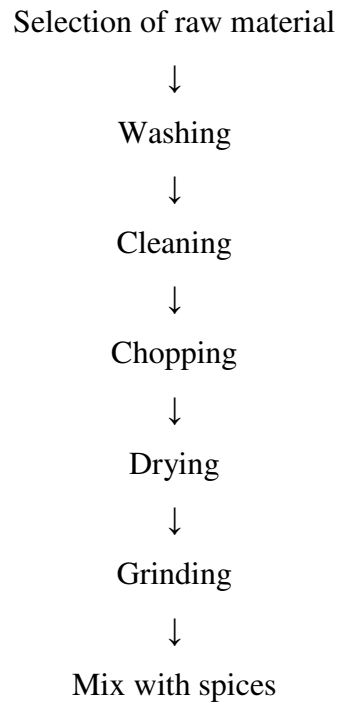 Selection of raw material
↓
Washing
↓
Cleaning
↓
Chopping
↓
Drying
↓
Grinding
↓
Mix with spices